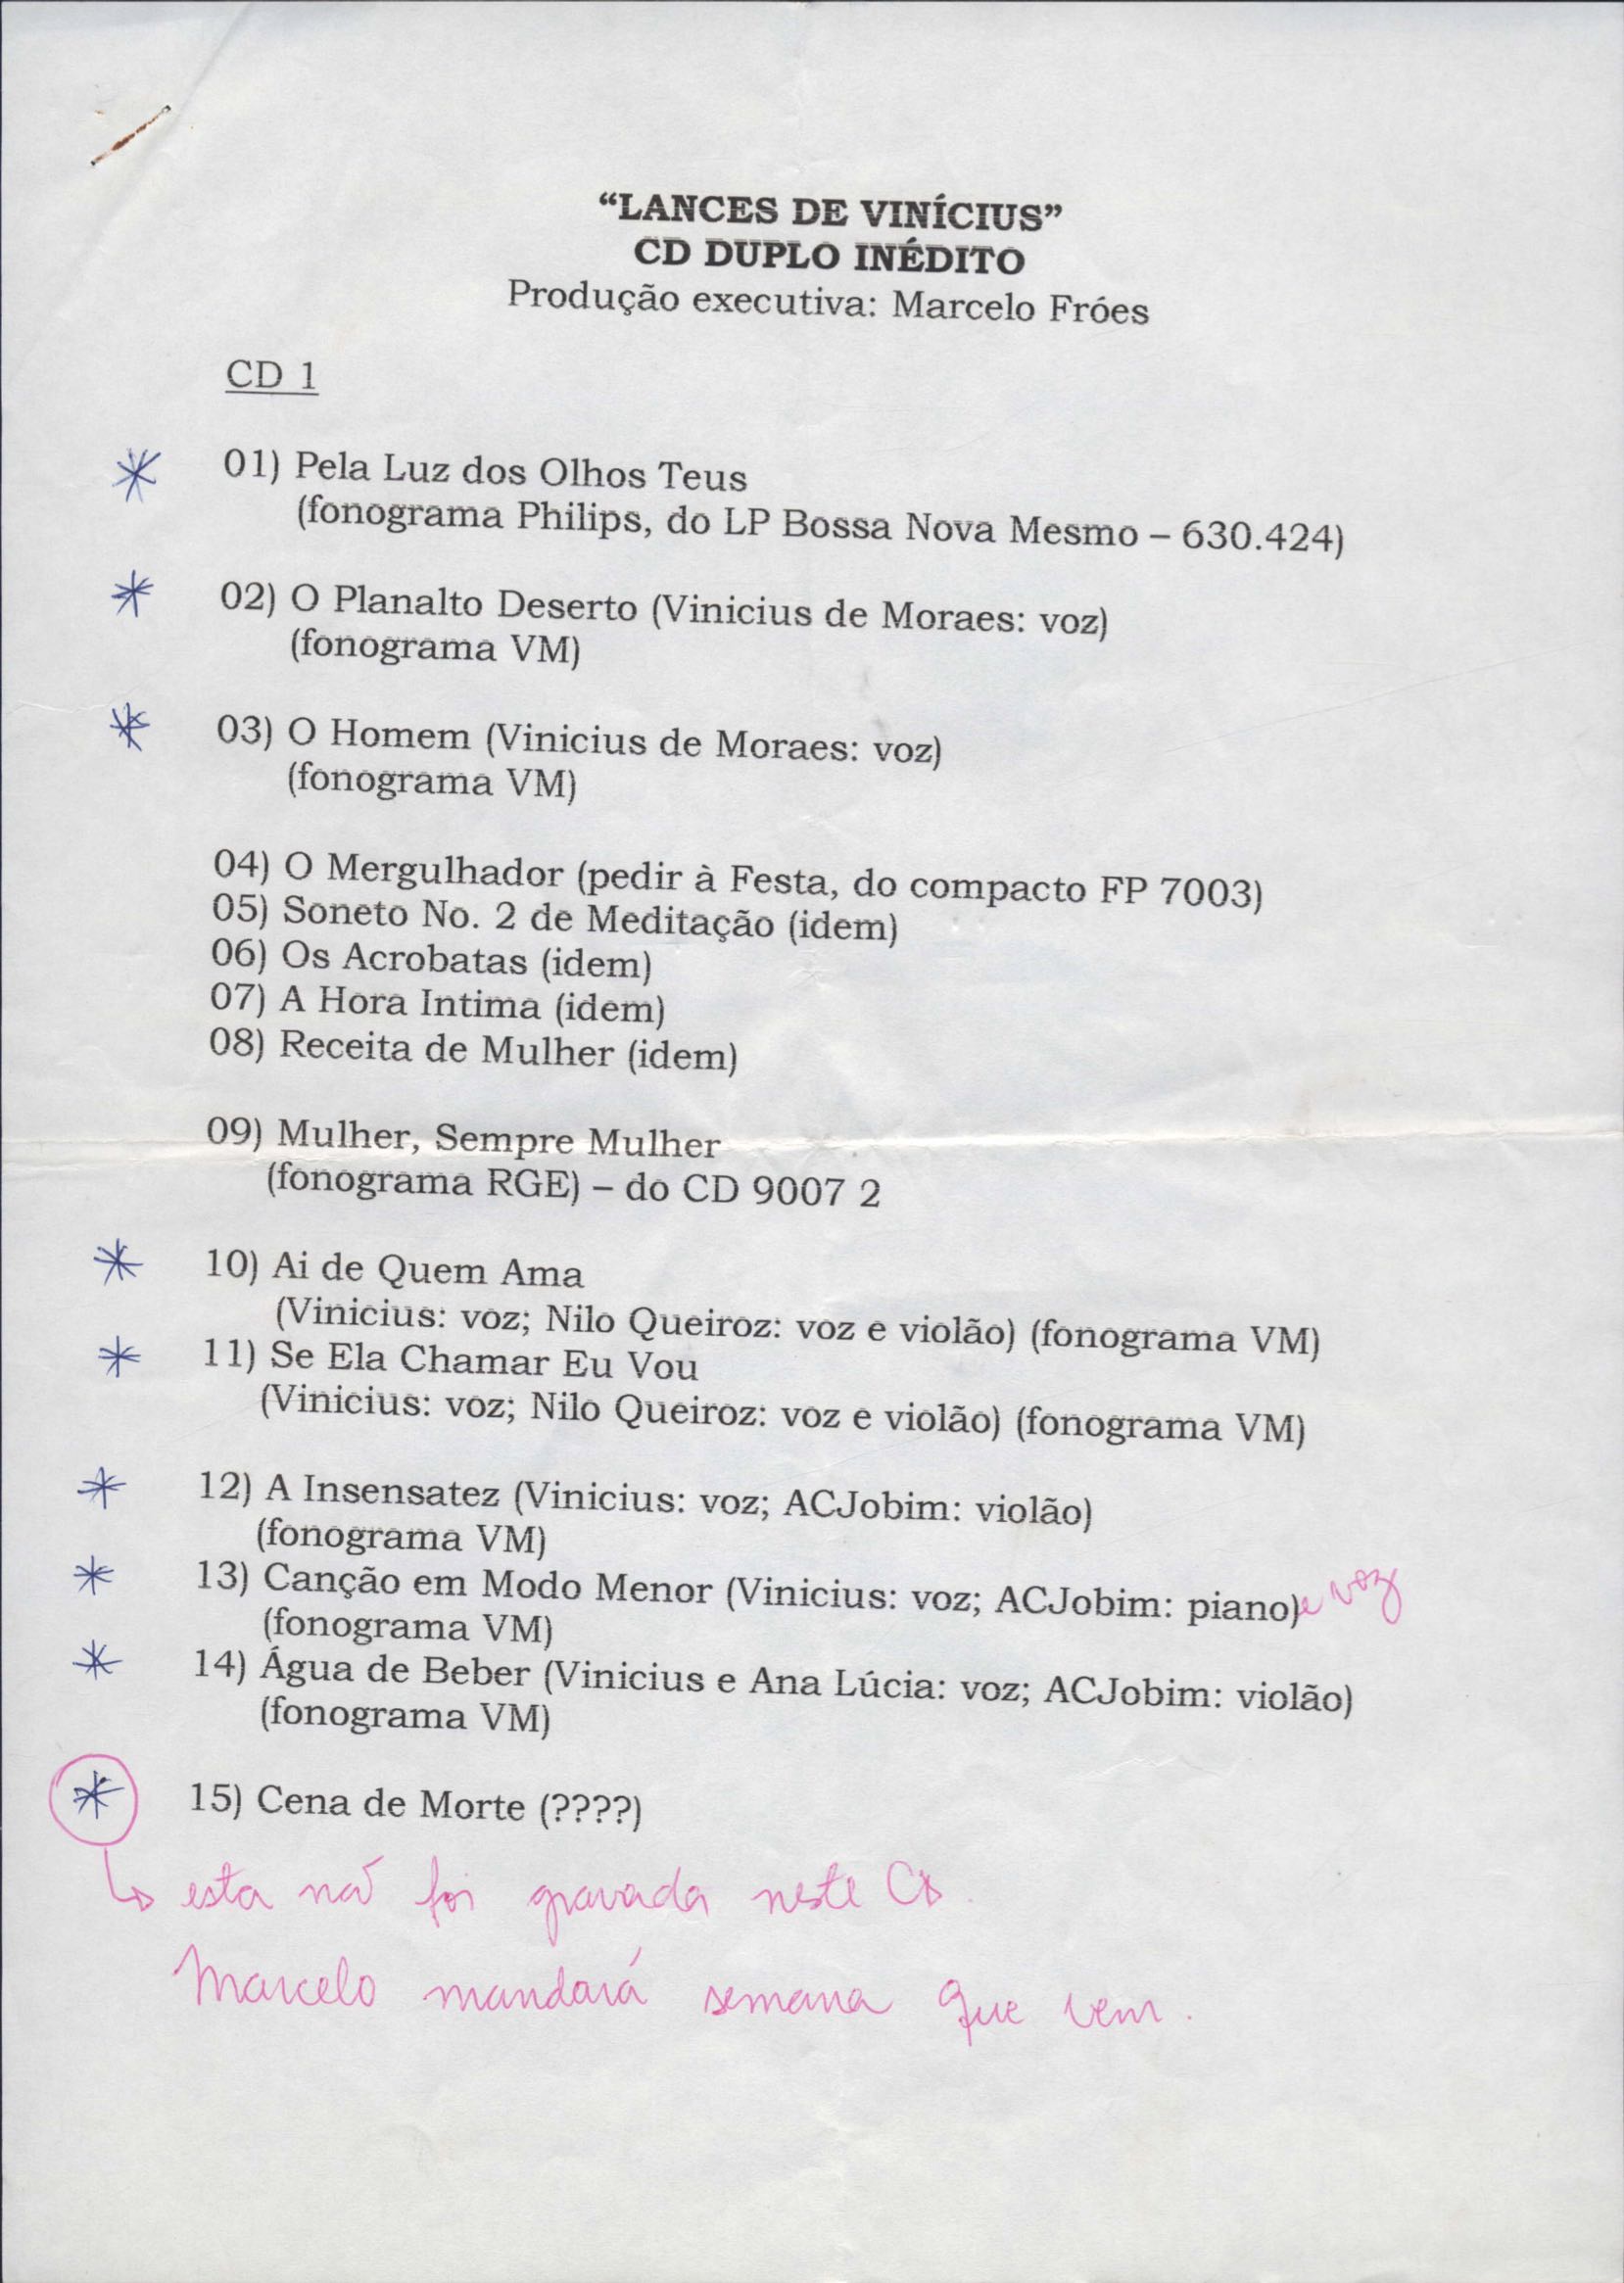 “LANCES DE VINÍCIUS”
CD DUPLO INÉDITO
Produção executiva: Marcelo Fróes
CD 1
* 01) Pela Luz dos Olhos Teus
(fonograma Philips, do LP Bossa Nova Mesmo – 630.424)
* 02) O Planalto Deserto (Vinicius de Moraes: voz)
(fonograma VM)
* 03) O Homem (Vinicius de Moraes: voz)
(fonograma VM)
04) O Mergulhador (pedir à Festa, do compacto FP 7003)
05) Soneto No. 2 de Meditação (idem)
06) Os Acrobatas (idem)
07) A Hora Intima (idem)
08) Receita de Mulher (idem)
09) Mulher, Sempre Mulher
(fonograma RGE) – do CD 9007 2
* 10) Ai de Quem Ama
(Vinicius: voz; Nilo Queiroz: voz e violão) (fonograma VM)
* 11) Se Ela Chamar Eu Vou
(Vinicius: voz; Nilo Queiroz: voz e violão) (fonograma VM)
* 12) A Insensatez (Vinicius: voz; ACJobim: violão)
(fonograma VM)
* 13) Canção em Modo Menor (Vinicius: voz; ACJobim: piano) e voz
(fonograma VM)
* 14) Água de Beber (Vinicius e Ana Lúcia: voz; ACJobim: violão)
(fonograma VM)
* 15) Cena de Morte (????)
↳ esta não foi gravada neste CD.
Marcelo mandará semana que vem.